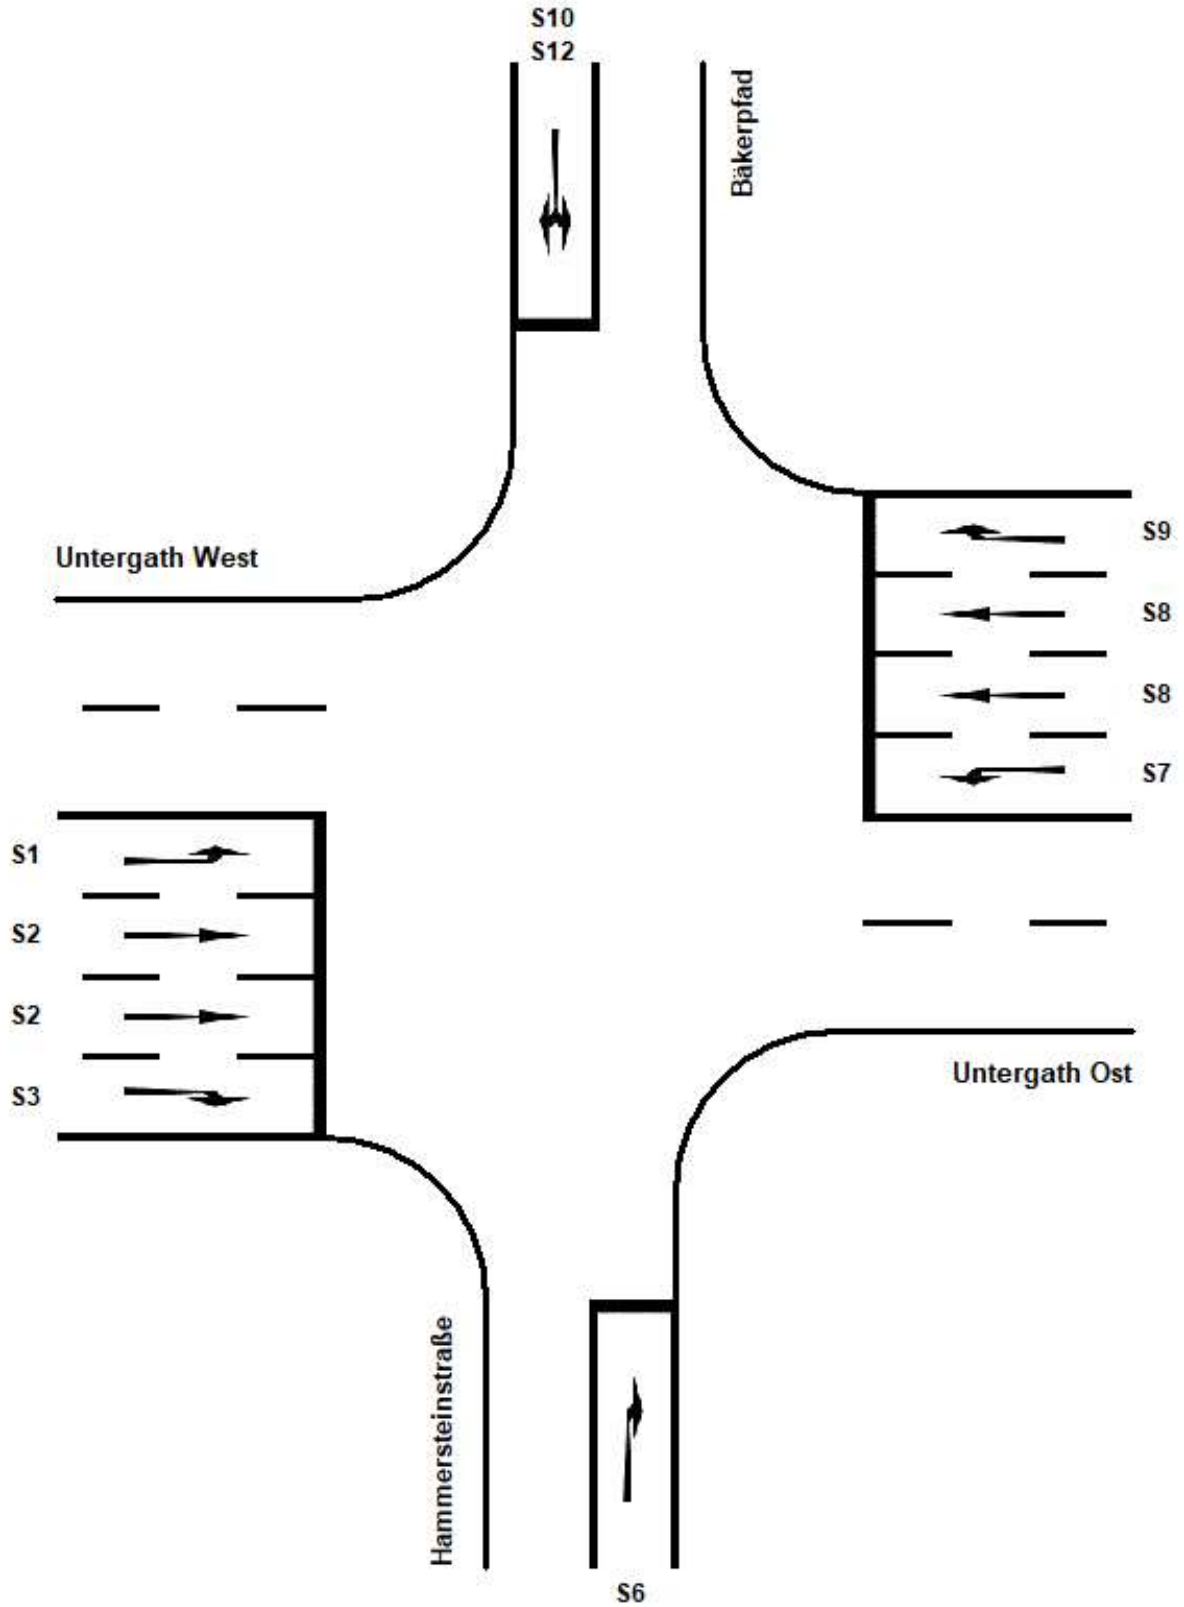 S10
S12
Bäkerpfad
S9
Untergath West
S8
S8
S7
S1
S2
S2
Untergath Ost
S3
Hammersteinstraße
S6